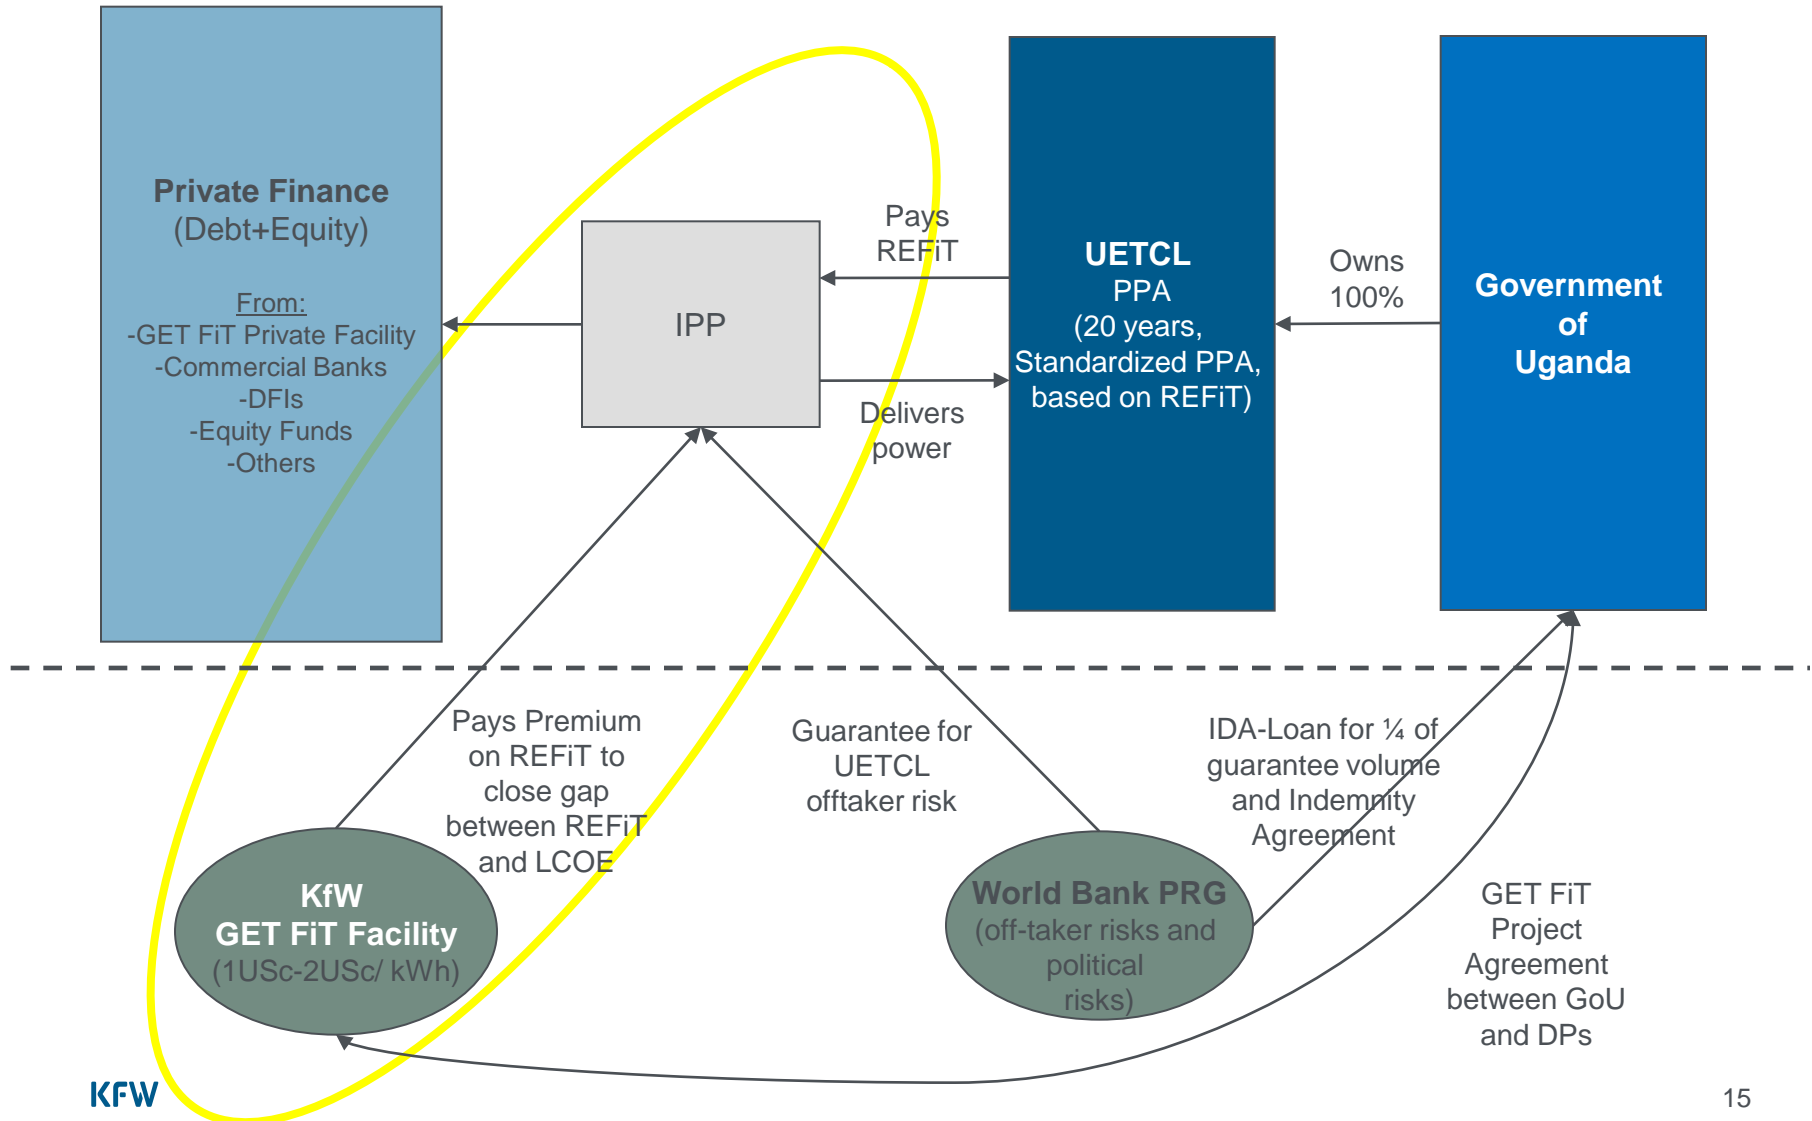 Private Finance
(Debt+Equity)
From:
-GET FiT Private Facility
-Commercial Banks
-DFIs
-Equity Funds
-Others
IPP
Pays
REFiT
Delivers
power
UETCL
PPA
(20 years,
Standardized PPA,
based on REFiT)
Owns
100%
Government
of
Uganda
Pays Premium
on REFiT to
close gap
between REFiT
and LCOE
Guarantee for
UETCL
offtaker risk
IDA-Loan for ¼ of
guarantee volume
and Indemnity
Agreement
KfW
GET FiT Facility
(1USc-2USc/ kWh)
World Bank PRG
(off-taker risks and
political
risks)
GET FiT
Project
Agreement
between GoU
and DPs
KFW
15